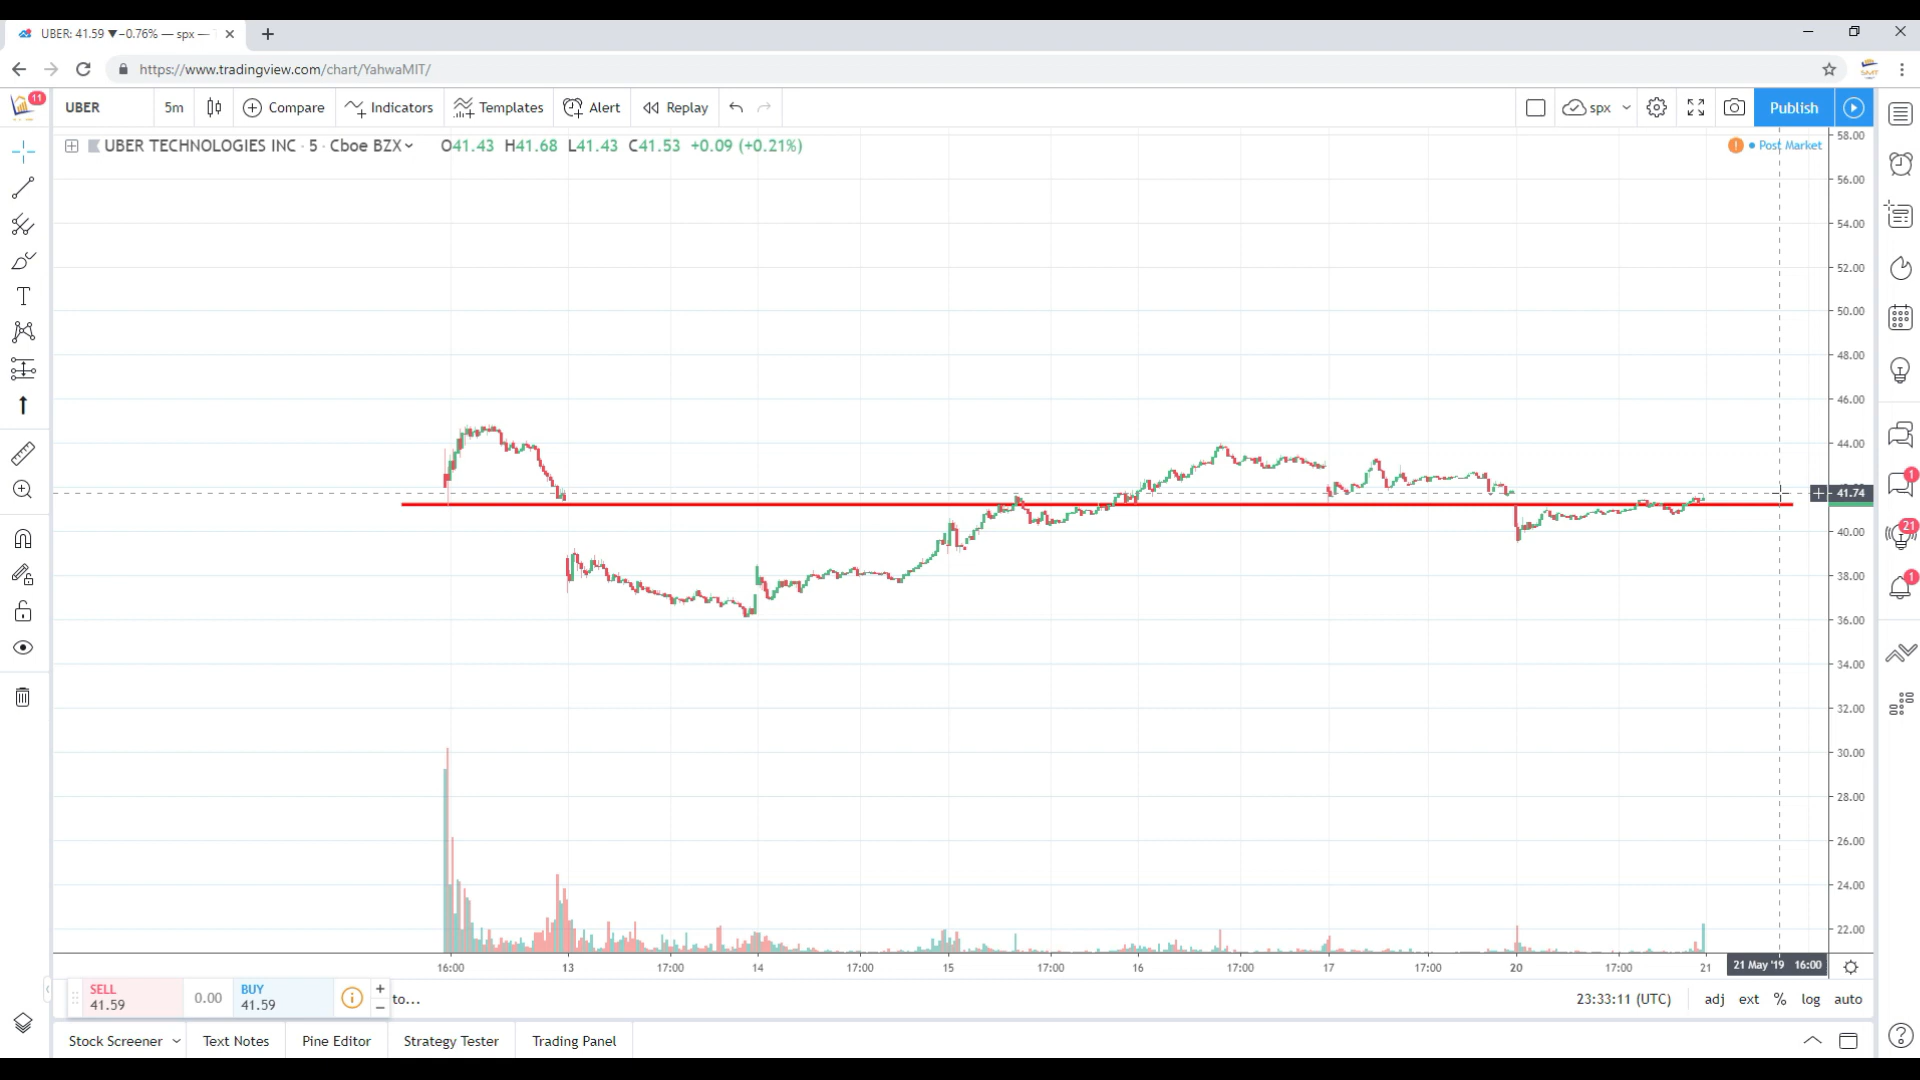 UBER: 41.59 ▼−0.76% — spx —
https://www.tradingview.com/chart/YahwaMIT/
SMT
11
UBER
5m
Compare
Indicators
Templates
Alert
Replay
spx
Publish
UBER TECHNOLOGIES INC · 5 · Cboe BZX
O41.43 H41.68 L41.43 C41.53 +0.09 (+0.21%)
Post Market
58.00
56.00
54.00
52.00
50.00
48.00
46.00
44.00
41.74
40.00
38.00
36.00
34.00
32.00
30.00
28.00
26.00
24.00
22.00
1
21
1
16:00 13 17:00 14 17:00 15 17:00 16 17:00 17 17:00 20 17:00 21 21 May '19 16:00
SELL
41.59
0.00
BUY
41.59
to...
23:33:11 (UTC)
adj ext % log auto
Stock Screener
Text Notes
Pine Editor
Strategy Tester
Trading Panel